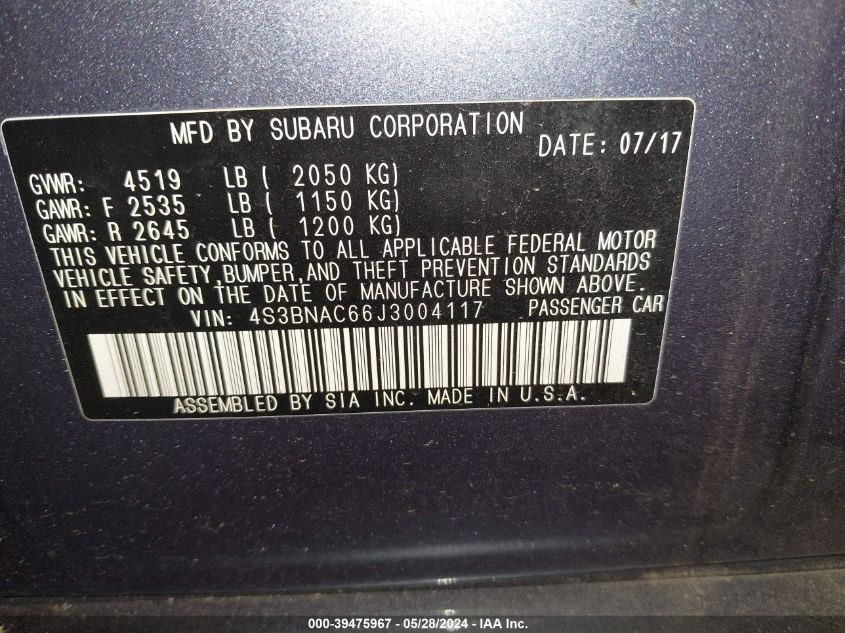 MFD BY SUBARU CORPORATION
DATE: 07/17
GVWR: 4519 LB ( 2050 KG)
GAWR: F 2535 LB ( 1150 KG)
GAWR: R 2645 LB ( 1200 KG)
THIS VEHICLE CONFORMS TO ALL APPLICABLE FEDERAL MOTOR
VEHICLE SAFETY,BUMPER,AND THEFT PREVENTION STANDARDS
IN EFFECT ON THE DATE OF MANUFACTURE SHOWN ABOVE.
VIN: 4S3BNAC66J3004117 PASSENGER CAR
ASSEMBLED BY SIA INC. MADE IN U.S.A.
000-39475967 - 05/28/2024 - IAA Inc.